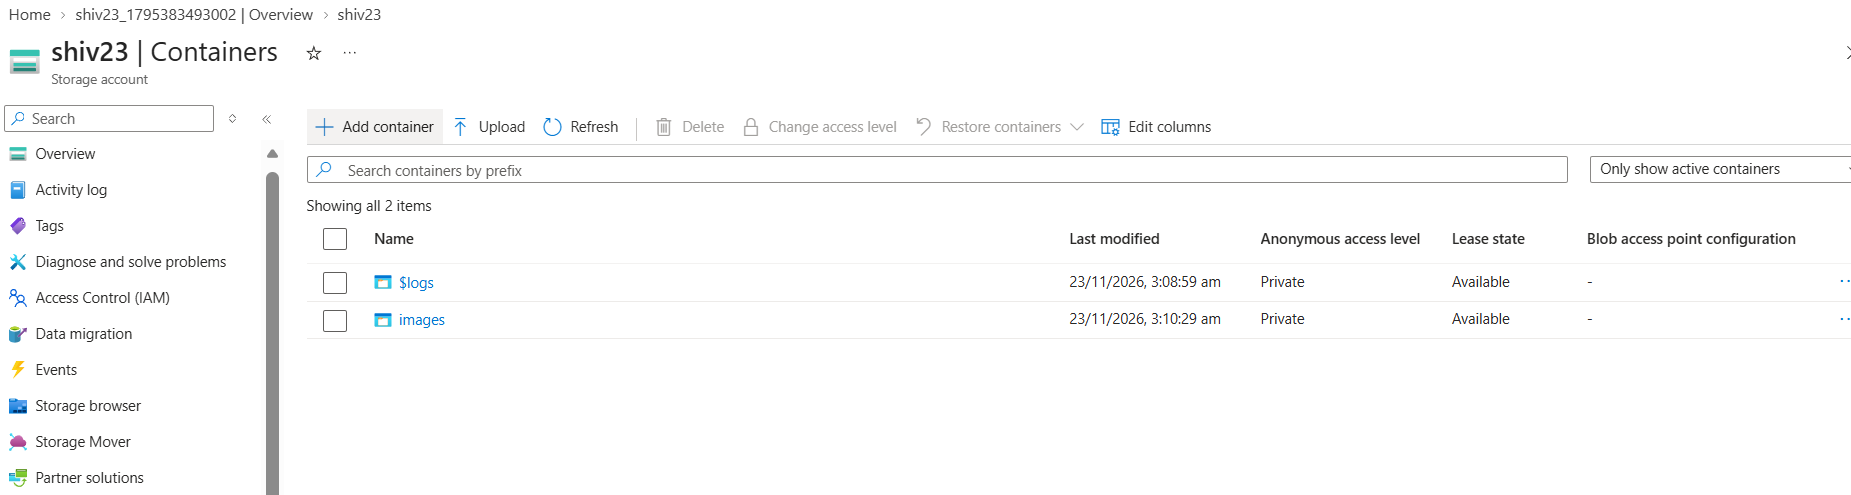 Home > shiv23_1795383493002 | Overview > shiv23
shiv23 | Containers
Storage account
Search
Overview
Activity log
Tags
Diagnose and solve problems
Access Control (IAM)
Data migration
Events
Storage browser
Storage Mover
Partner solutions
Add container Upload Refresh Delete Change access level Restore containers Edit columns
Search containers by prefix Only show active containers
Showing all 2 items
Name Last modified Anonymous access level Lease state Blob access point configuration
$logs 23/11/2026, 3:08:59 am Private Available -
images 23/11/2026, 3:10:29 am Private Available -